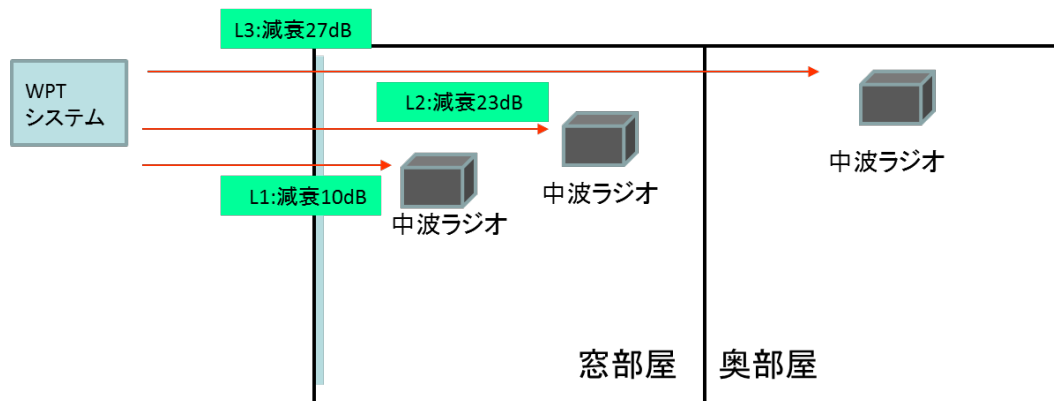 L3:減衰27dB
WPT
システム
L2:減衰23dB
中波ラジオ
中波ラジオ
L1:減衰10dB
中波ラジオ
窓部屋
奥部屋